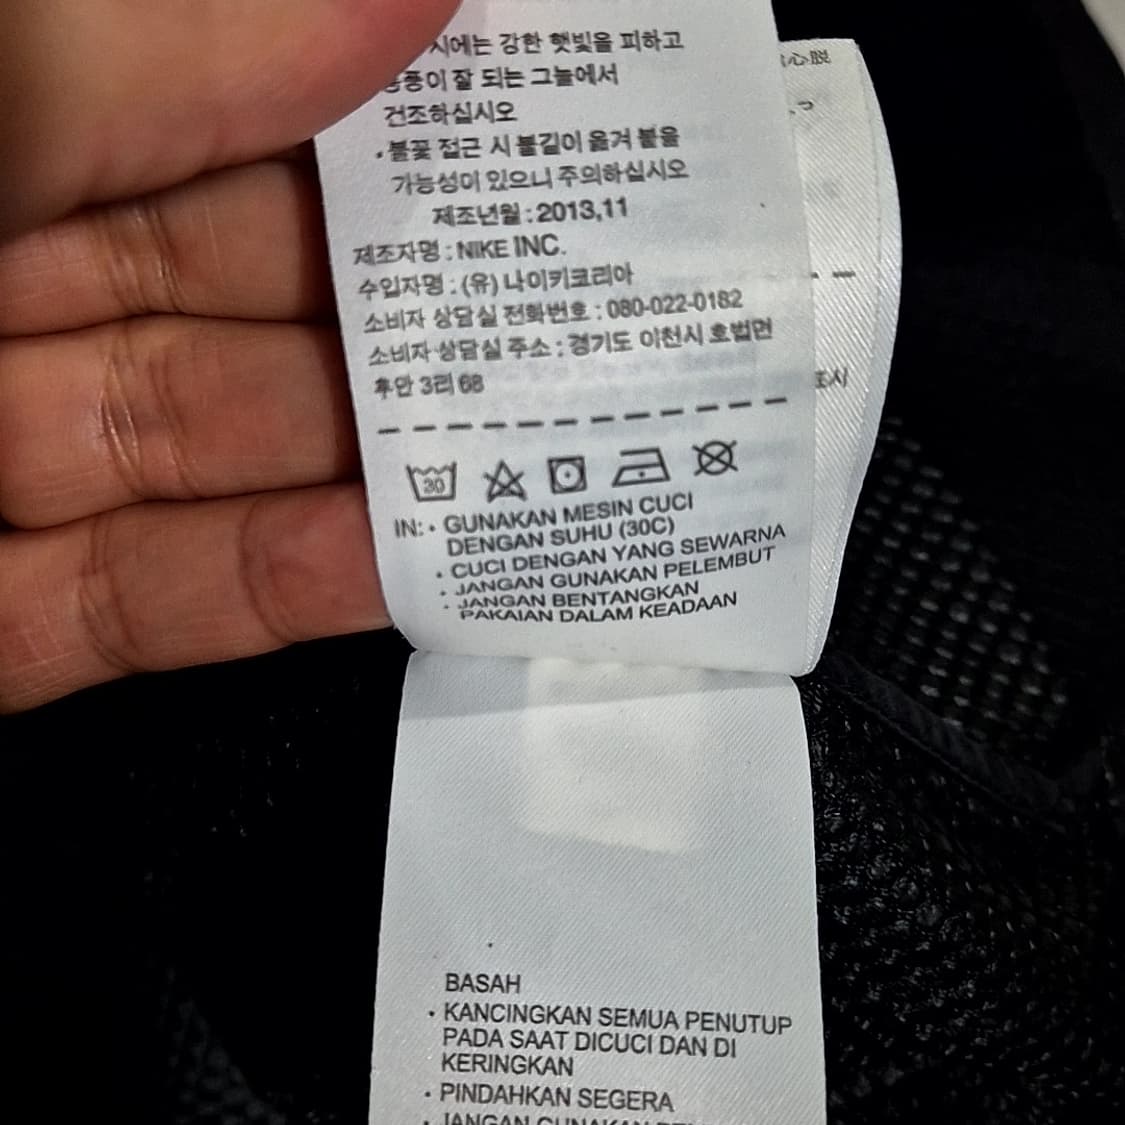 시에는 강한 햇빛을 피하고
통풍이 잘 되는 그늘에서
건조하십시오
• 불꽃 접근 시 불길이 옮겨 붙을
가능성이 있으니 주의하십시오
제조년월 : 2013,11
제조자명 : NIKE INC.
수입자명 : (유) 나이키코리아
소비자 상담실 전화번호 : 080-022-0182
소비자 상담실 주소 : 경기도 이천시 호법면
후안 3리 68
心脱
표시
30
IN: • GUNAKAN MESIN CUCI
DENGAN SUHU (30C)
• CUCI DENGAN YANG SEWARNA
• JANGAN GUNAKAN PELEMBUT
• JANGAN BENTANGKAN
PAKAIAN DALAM KEADAAN
BASAH
• KANCINGKAN SEMUA PENUTUP
PADA SAAT DICUCI DAN DI
KERINGKAN
• PINDAHKAN SEGERA
• JANGAN GUNAKAN